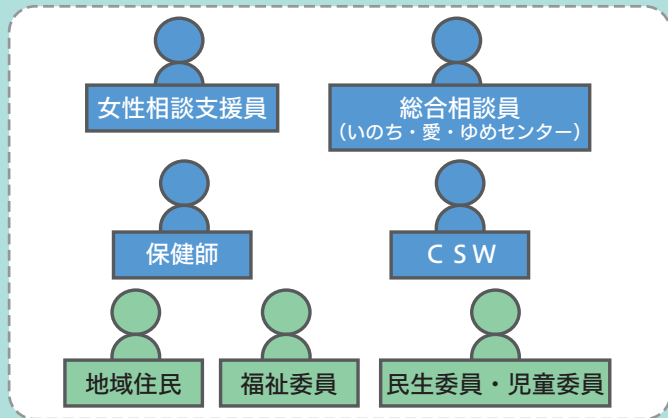 女性相談支援員
総合相談員
（いのち・愛・ゆめセンター）
保健師
ＣＳＷ
地域住民
福祉委員
民生委員・児童委員